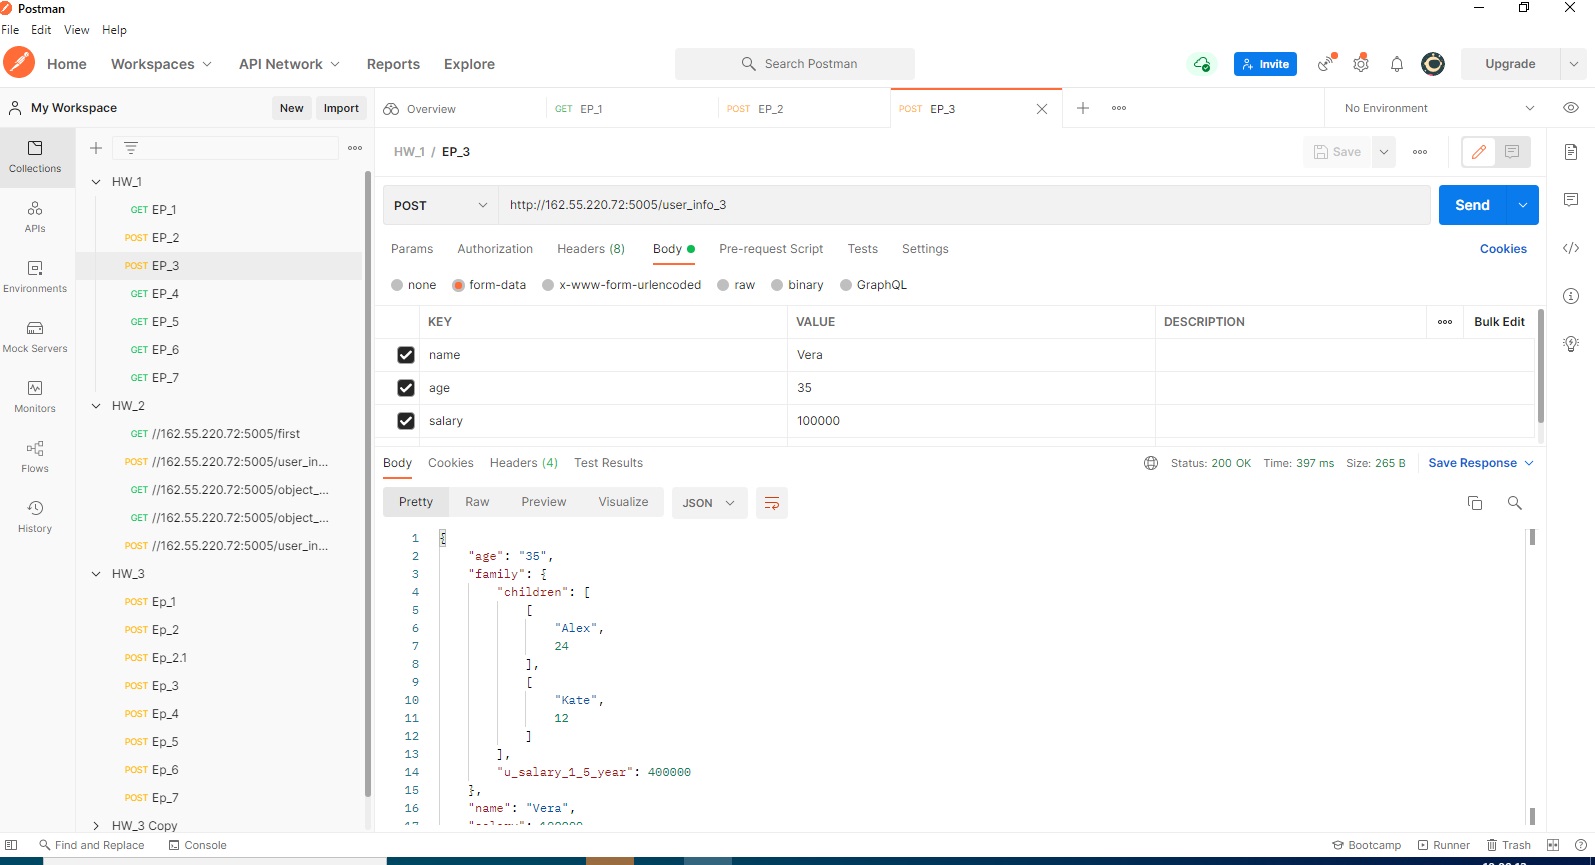 Postman
File Edit View Help
Home Workspaces API Network Reports Explore Search Postman Invite Upgrade
My Workspace New Import Overview GET EP_1 POST EP_2 POST EP_3 No Environment
Collections
APIs
Environments
Mock Servers
Monitors
Flows
History
HW_1
GET EP_1
POST EP_2
POST EP_3
GET EP_4
GET EP_5
GET EP_6
GET EP_7
HW_2
GET //162.55.220.72:5005/first
POST //162.55.220.72:5005/user_in...
GET //162.55.220.72:5005/object_...
GET //162.55.220.72:5005/object_...
POST //162.55.220.72:5005/user_in...
HW_3
POST Ep_1
POST Ep_2
POST Ep_2.1
POST Ep_3
POST Ep_4
POST Ep_5
POST Ep_6
POST Ep_7
HW_3 Copy
HW_1 / EP_3 Save
POST http://162.55.220.72:5005/user_info_3 Send
Params Authorization Headers (8) Body Pre-request Script Tests Settings Cookies
none form-data x-www-form-urlencoded raw binary GraphQL
KEY VALUE DESCRIPTION Bulk Edit
name Vera
age 35
salary 100000
Body Cookies Headers (4) Test Results Status: 200 OK Time: 397 ms Size: 265 B Save Response
Pretty Raw Preview Visualize JSON
1 {
2 "age": "35",
3 "family": {
4 "children": [
5 [
6 "Alex",
7 24
8 ],
9 [
10 "Kate",
11 12
12 ]
13 ],
14 "u_salary_1_5_year": 400000
15 },
16 "name": "Vera",
17 "salary": 100000
Find and Replace Console Bootcamp Runner Trash